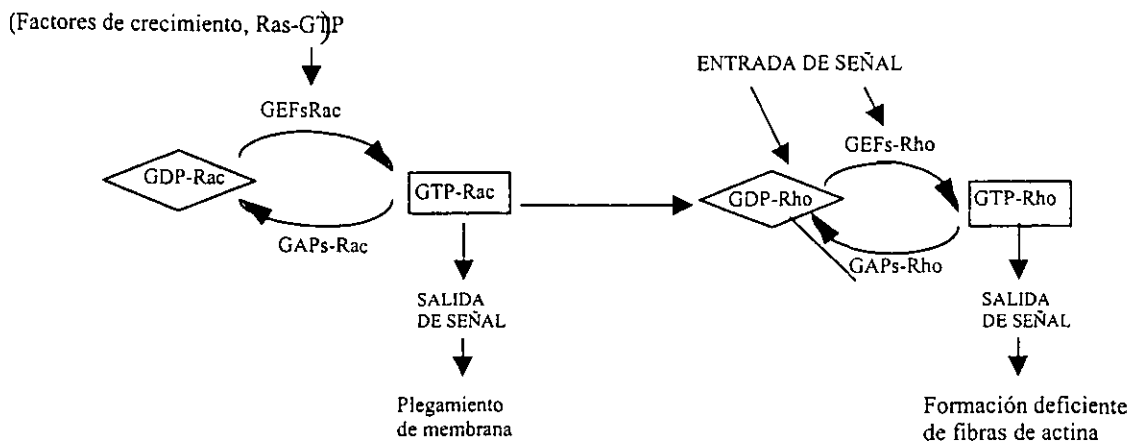 (Factores de crecimiento, Ras-GTP)
ENTRADA DE SEÑAL
GEFsRac
GEFs-Rho
GDP-Rac
GTP-Rac
GDP-Rho
GTP-Rho
GAPs-Rac
GAPs-Rho
SALIDA
DE SEÑAL
SALIDA
DE SEÑAL
Plegamiento
de membrana
Formación deficiente
de fibras de actina